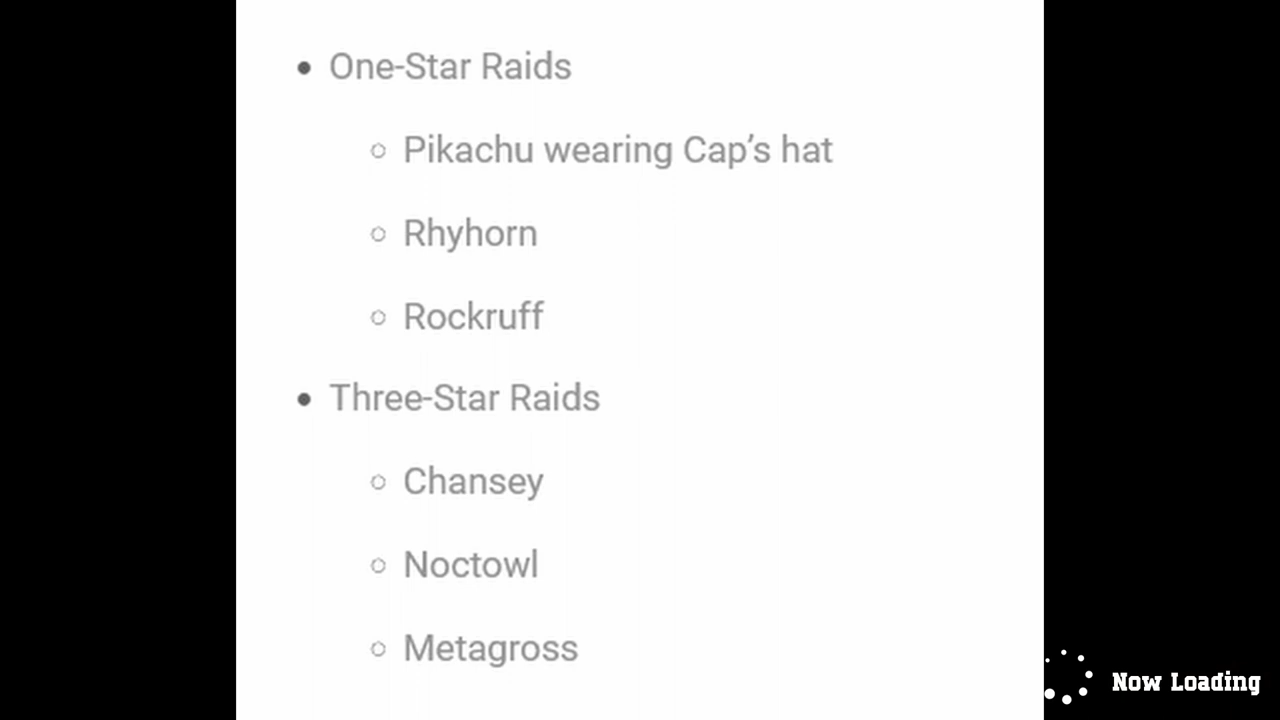 One-Star Raids
Pikachu wearing Cap’s hat
Rhyhorn
Rockruff
Three-Star Raids
Chansey
Noctowl
Metagross
Now Loading